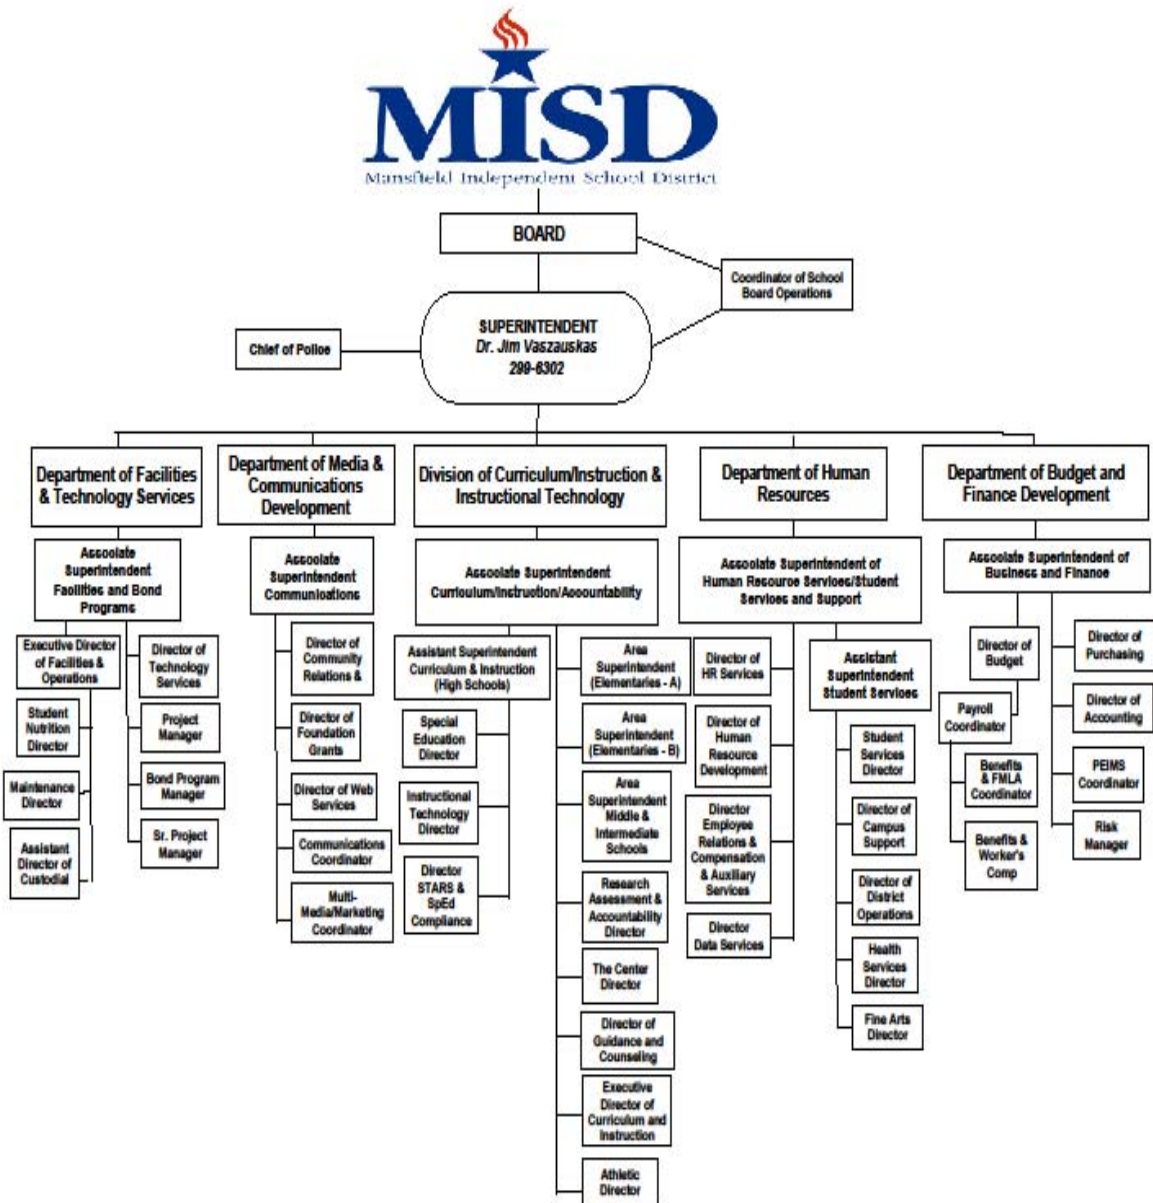 MISD
Mansfield Independent School District
BOARD
Coordinator of School
Board Operations
SUPERINTENDENT
Dr. Jim Vaszauskas
299-6302
Chief of Police
Department of Facilities
& Technology Services
Department of Media &
Communications
Development
Division of Curriculum/Instruction &
Instructional Technology
Department of Human
Resources
Department of Budget and
Finance Development
Associate
Superintendent
Facilities and Bond
Programs
Associate
Superintendent
Communications
Associate Superintendent
Curriculum/Instruction/Accountability
Associate Superintendent of
Human Resource Services/Student
Services and Support
Associate Superintendent of
Business and Finance
Executive Director
of Facilities &
Operations
Student
Nutrition
Director
Maintenance
Director
Assistant
Director of
Custodial
Director of
Technology
Services
Project
Manager
Bond Program
Manager
Sr. Project
Manager
Director of
Community
Relations &
Director of
Foundation
Grants
Director of Web
Services
Communications
Coordinator
Multi-
Media/Marketing
Coordinator
Assistant Superintendent
Curriculum & Instruction
(High Schools)
Special
Education
Director
Instructional
Technology
Director
Director
STARS &
SpEd
Compliance
Area
Superintendent
(Elementaries - A)
Area
Superintendent
(Elementaries - B)
Area
Superintendent
Middle &
Intermediate
Schools
Research
Assessment &
Accountability
Director
The Center
Director
Director of
Guidance and
Counseling
Executive
Director of
Curriculum and
Instruction
Athletic
Director
Director of
HR Services
Director of
Human
Resource
Development
Director
Employee
Relations &
Compensation
& Auxiliary
Services
Director
Data Services
Assistant
Superintendent
Student Services
Student
Services
Director
Director of
Campus
Support
Director of
District
Operations
Health
Services
Director
Fine Arts
Director
Director of
Budget
Payroll
Coordinator
Benefits
& FMLA
Coordinator
Benefits &
Worker's
Comp
Director of
Purchasing
Director of
Accounting
PEIMS
Coordinator
Risk
Manager